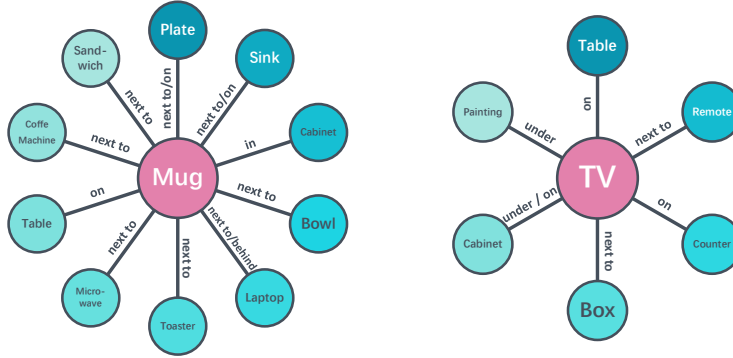 Plate
Sand-
wich
Sink
next to/on
next to
next to/on
Coffe
Machine
next to
in
Cabinet
Mug
on
next to
Table
Bowl
next to
next to
next to/behind
Micro-
wave
Toaster
Laptop
Table
on
Painting
under
next to
Remote
TV
under / on
on
Cabinet
Counter
next to
Box